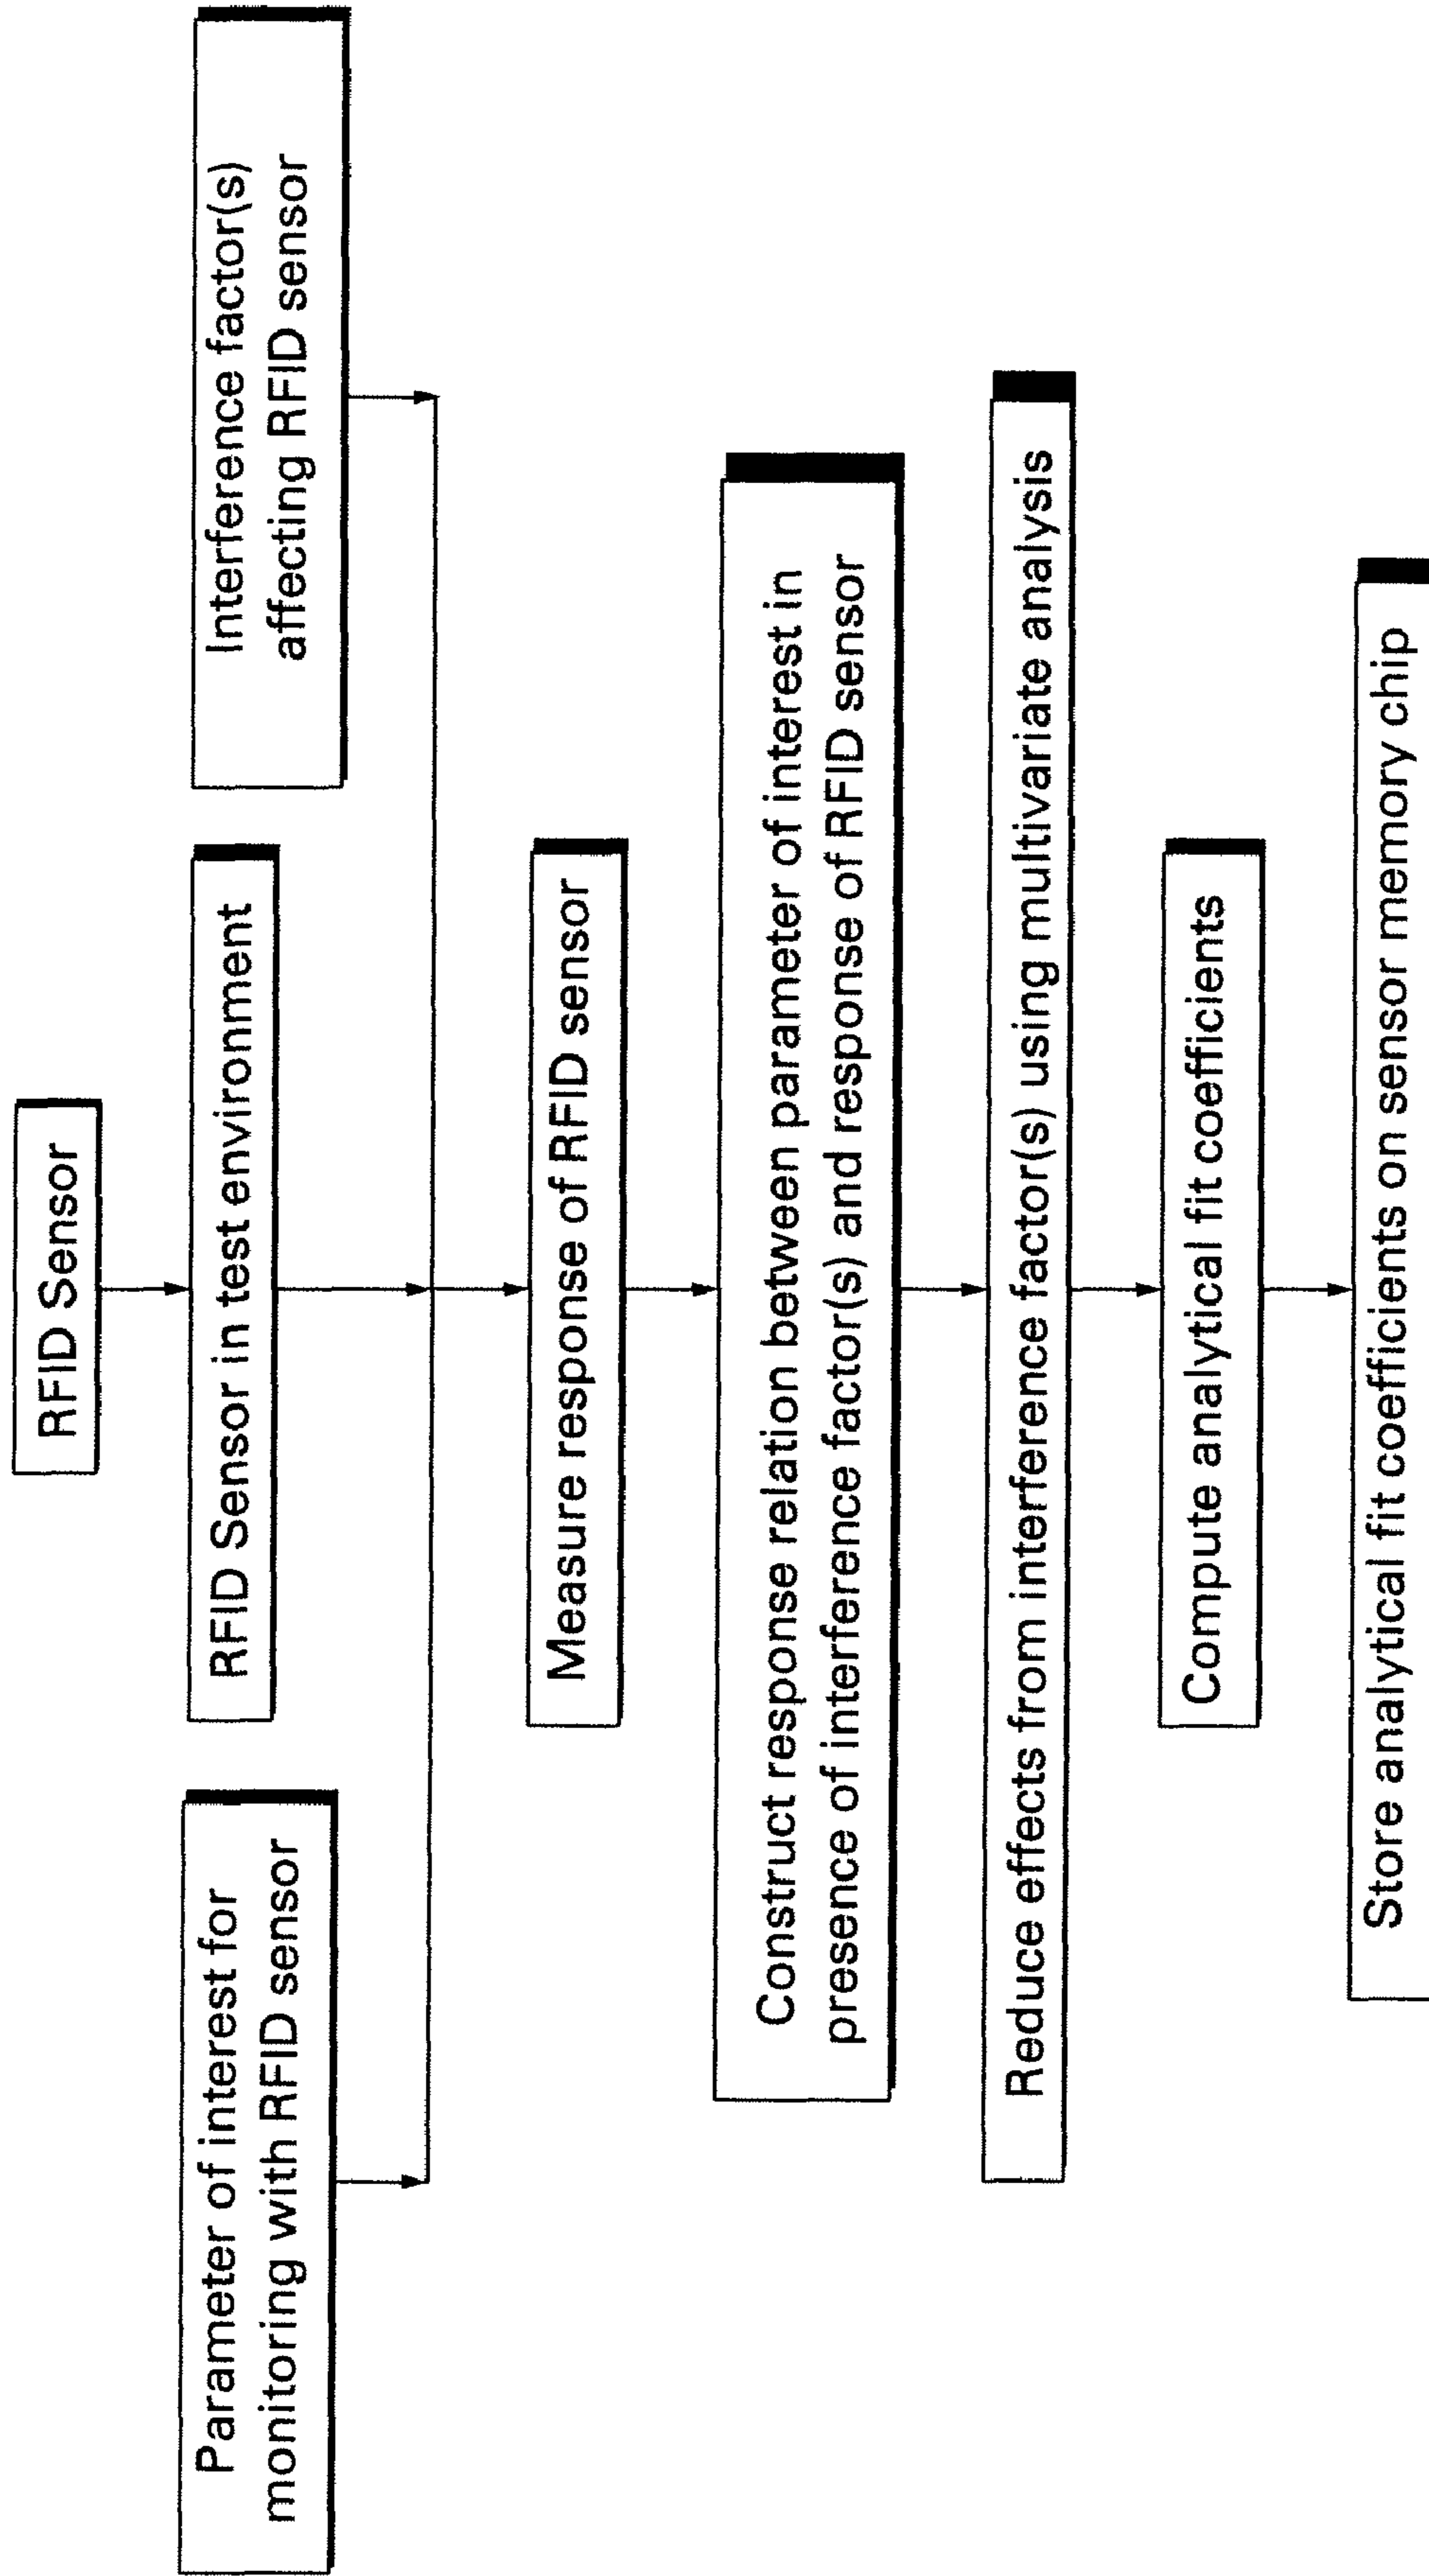 RFID Sensor
Parameter of interest for
monitoring with RFID sensor
RFID Sensor in test environment
Interference factor(s)
affecting RFID sensor
Measure response of RFID sensor
Construct response relation between parameter of interest in
presence of interference factor(s) and response of RFID sensor
Reduce effects from interference factor(s) using multivariate analysis
Compute analytical fit coefficients
Store analytical fit coefficients on sensor memory chip